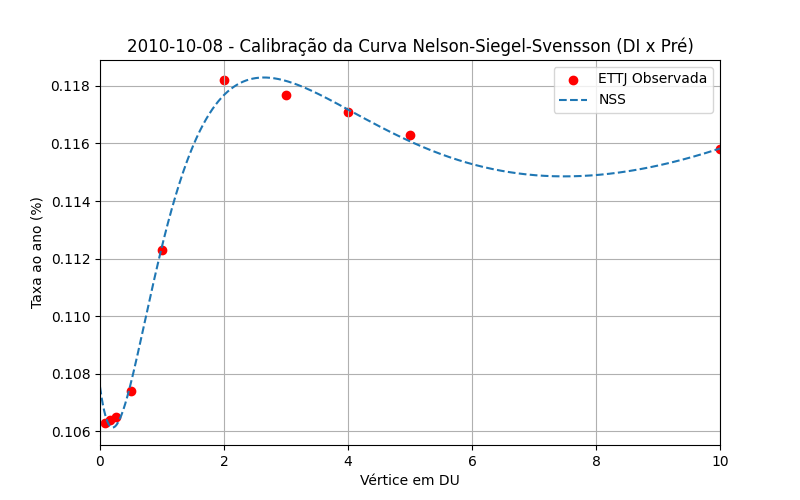 2010-10-08 - Calibração da Curva Nelson-Siegel-Svensson (DI x Pré)
ETTJ Observada
NSS
Taxa ao ano (%)
0.118
0.116
0.114
0.112
0.110
0.108
0.106
0 2 4 6 8 10
Vértice em DU